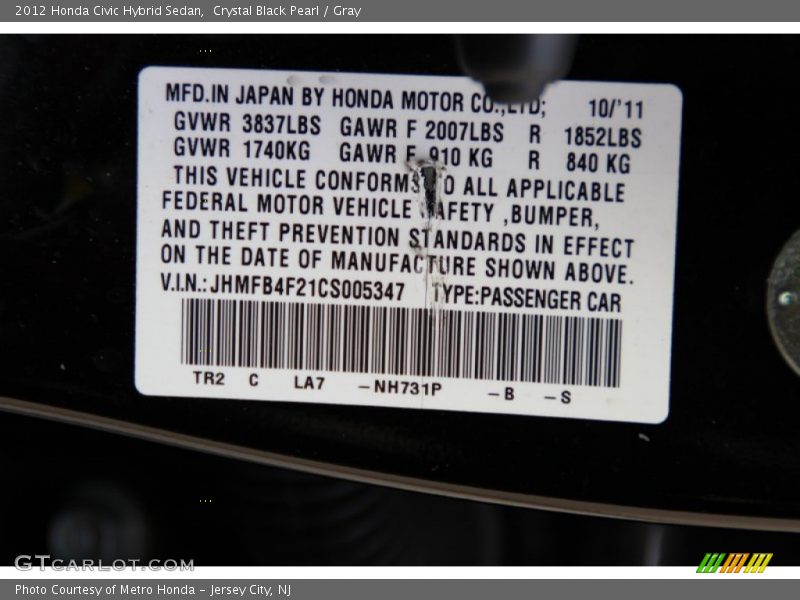 2012 Honda Civic Hybrid Sedan,  Crystal Black Pearl / Gray
MFD.IN JAPAN BY HONDA MOTOR CO.,LTD; 10/'11
GVWR 3837LBS GAWR F 2007LBS R 1852LBS
GVWR 1740KG GAWR F 910 KG R 840 KG
THIS VEHICLE CONFORMS TO ALL APPLICABLE
FEDERAL MOTOR VEHICLE SAFETY ,BUMPER,
AND THEFT PREVENTION STANDARDS IN EFFECT
ON THE DATE OF MANUFACTURE SHOWN ABOVE.
V.I.N.:JHMFB4F21CS005347 TYPE:PASSENGER CAR
TR2 C LA7 –NH731P –B –S
GTcarlot.com
Photo Courtesy of Metro Honda – Jersey City, NJ